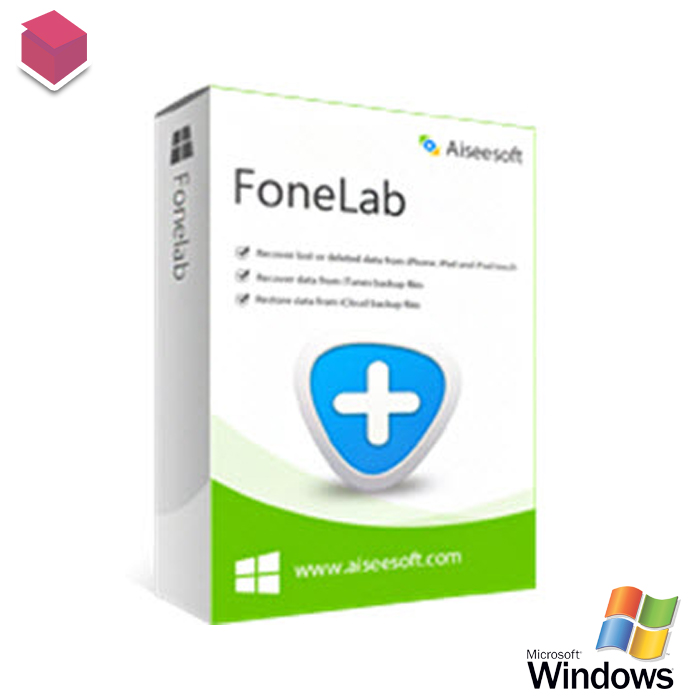 Aiseesoft
FoneLab
Recover lost or deleted data from iPhone, iPad and iPod touch
Recover data from iTunes backup files
Restore data from iCloud backup files
www.aiseesoft.com
Fonelab
Microsoft
Windows